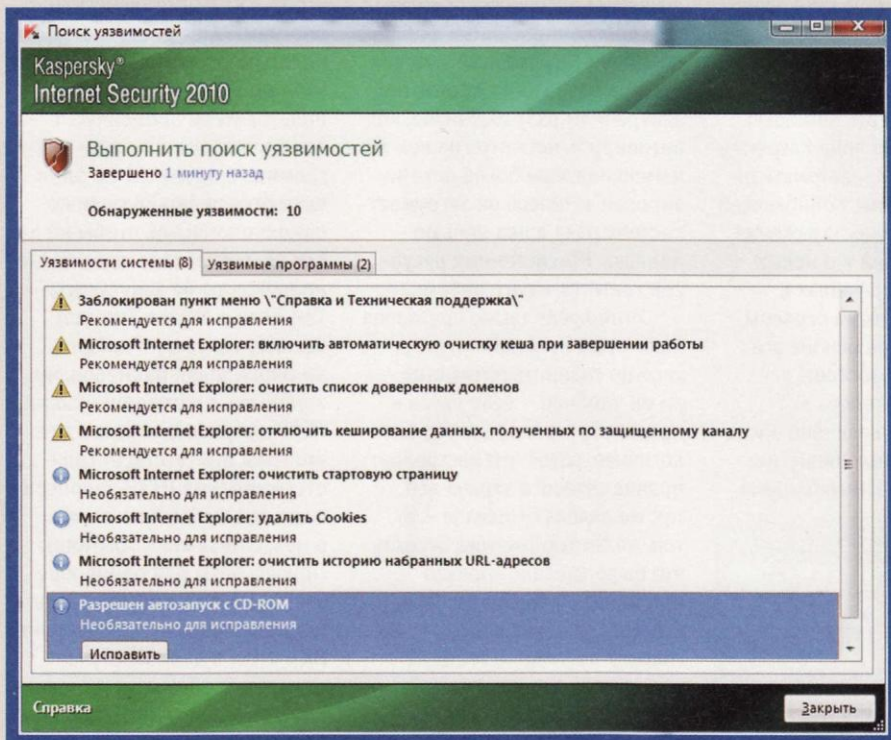 Поиск уязвимостей
Kaspersky®
Internet Security 2010
Выполнить поиск уязвимостей
Завершено 1 минуту назад
Обнаруженные уязвимости: 10
Уязвимости системы (8) Уязвимые программы (2)
Заблокирован пункт меню \"Справка и Техническая поддержка\"
Рекомендуется для исправления
Microsoft Internet Explorer: включить автоматическую очистку кеша при завершении работы
Рекомендуется для исправления
Microsoft Internet Explorer: очистить список доверенных доменов
Рекомендуется для исправления
Microsoft Internet Explorer: отключить кеширование данных, полученных по защищенному каналу
Рекомендуется для исправления
Microsoft Internet Explorer: очистить стартовую страницу
Необязательно для исправления
Microsoft Internet Explorer: удалить Cookies
Необязательно для исправления
Microsoft Internet Explorer: очистить историю набранных URL-адресов
Необязательно для исправления
Разрешен автозапуск с CD-ROM
Необязательно для исправления
Исправить
Справка Закрыть